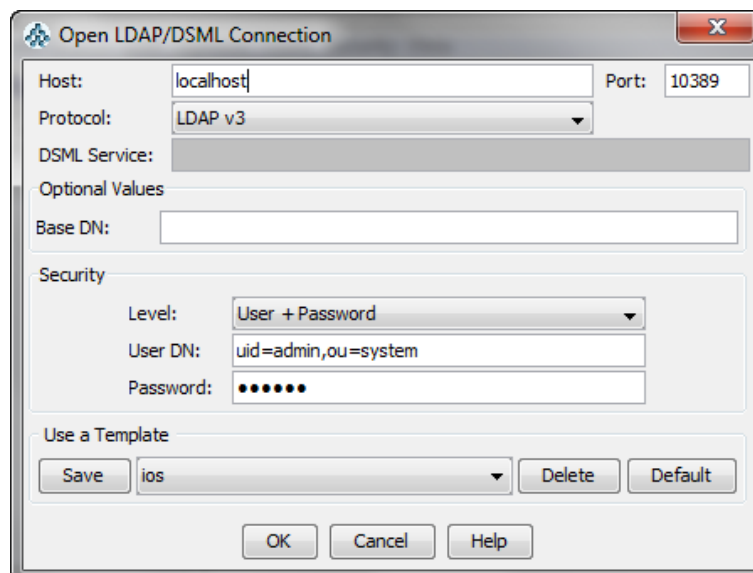 Open LDAP/DSML Connection
Host: localhost Port: 10389
Protocol: LDAP v3
DSML Service:
Optional Values
Base DN:
Security
Level: User + Password
User DN: uid=admin,ou=system
Password: ●●●●●●
Use a Template
Save ios Delete Default
OK Cancel Help